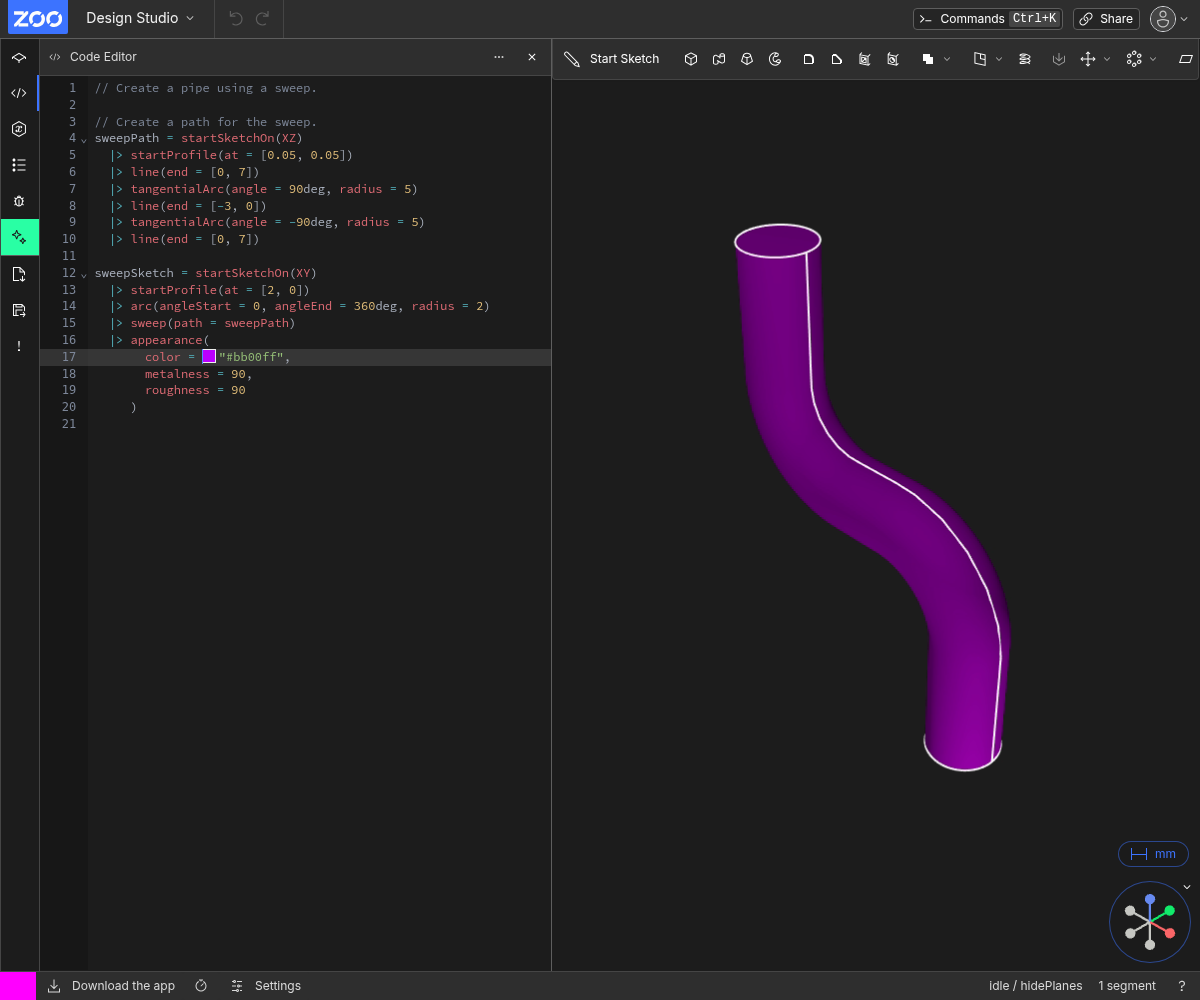 ZOO Design Studio Commands Ctrl+K Share
Code Editor
Start Sketch
1 // Create a pipe using a sweep.
2
3 // Create a path for the sweep.
4 sweepPath = startSketchOn(XZ)
5 |> startProfile(at = [0.05, 0.05])
6 |> line(end = [0, 7])
7 |> tangentialArc(angle = 90deg, radius = 5)
8 |> line(end = [-3, 0])
9 |> tangentialArc(angle = -90deg, radius = 5)
10 |> line(end = [0, 7])
11
12 sweepSketch = startSketchOn(XY)
13 |> startProfile(at = [2, 0])
14 |> arc(angleStart = 0, angleEnd = 360deg, radius = 2)
15 |> sweep(path = sweepPath)
16 |> appearance(
17 color = "#bb00ff",
18 metalness = 90,
19 roughness = 90
20 )
21
mm
Download the app Settings idle / hidePlanes 1 segment ?